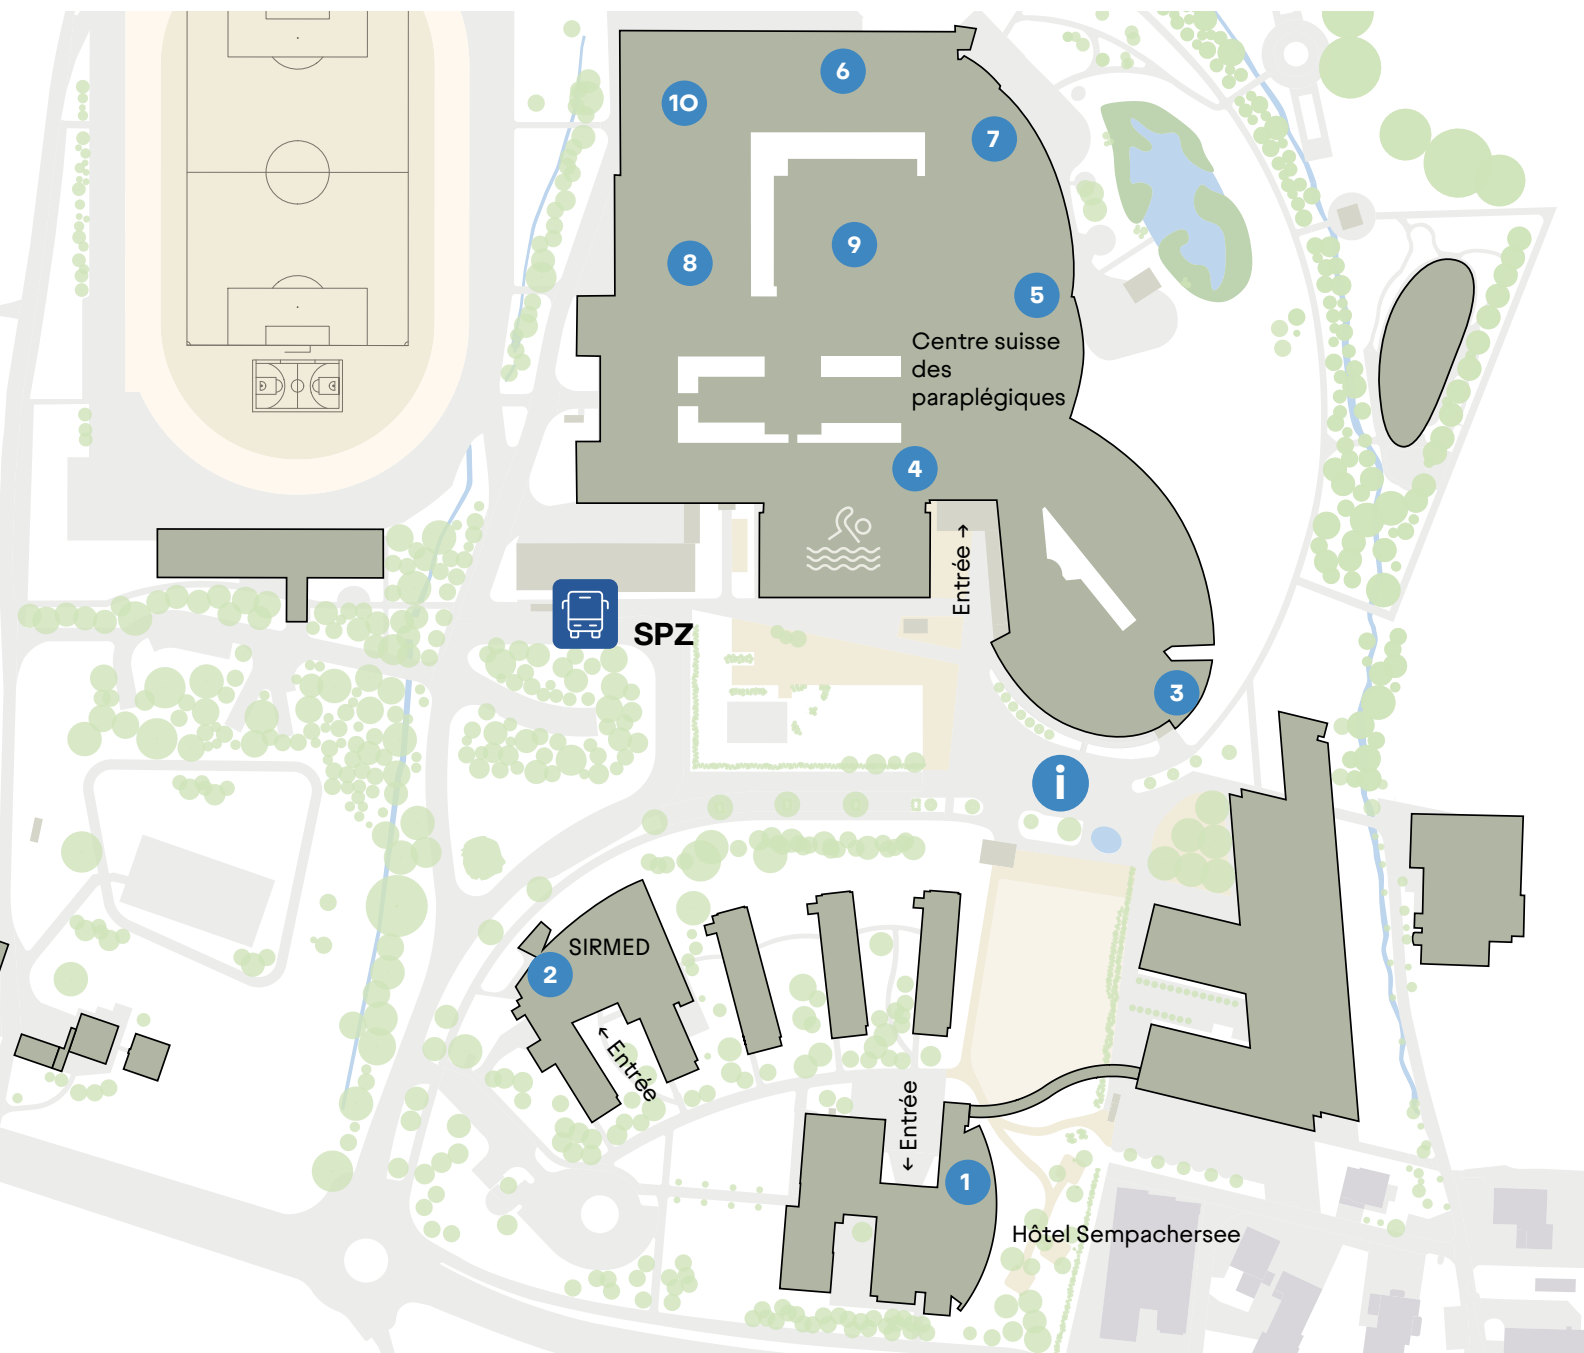 6
10
7
9
8
5
Centre suisse
des
paraplégiques
4
Entrée →
SPZ
3
i
SIRMED
2
← Entrée
← Entrée
1
Hôtel Sempachersee